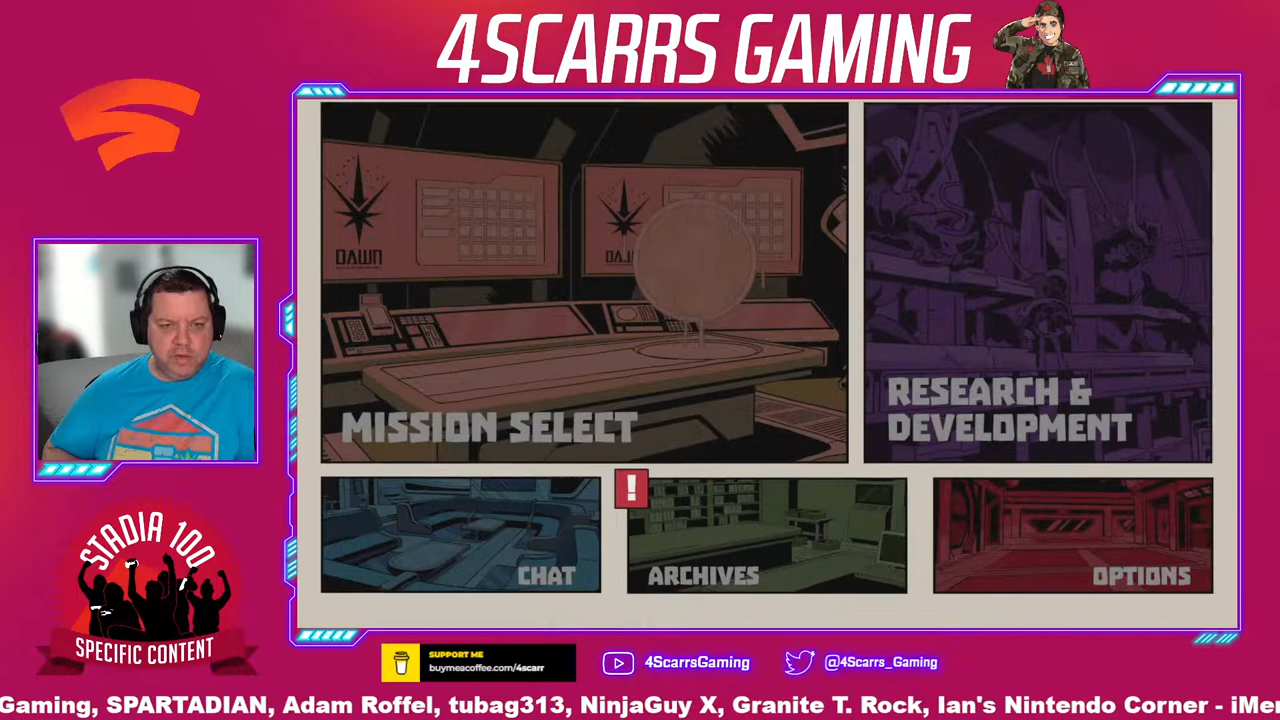 4SCARRS GAMING
DAWN
MISSION SELECT
RESEARCH &
DEVELOPMENT
!
CHAT
ARCHIVES
OPTIONS
STADIA 100
SPECIFIC CONTENT
SUPPORT ME
buymeacoffee.com/4scarr
4ScarrsGaming
@4Scarrs_Gaming
Gaming, SPARTADIAN, Adam Roffel, tubag313, NinjaGuy X, Granite T. Rock, Ian's Nintendo Corner - iMe